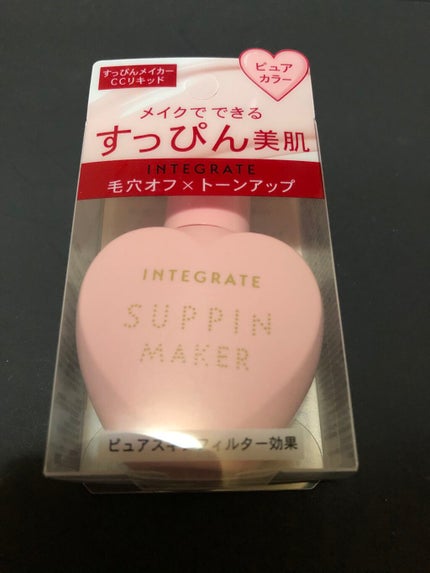 すっぴんメイカー
CCリキッド
ピュア
カラー
メイクでできる
すっぴん美肌
INTEGRATE
毛穴オフ×トーンアップ
INTEGRATE
SUPPIN
MAKER
ピュアスキンフィルター効果